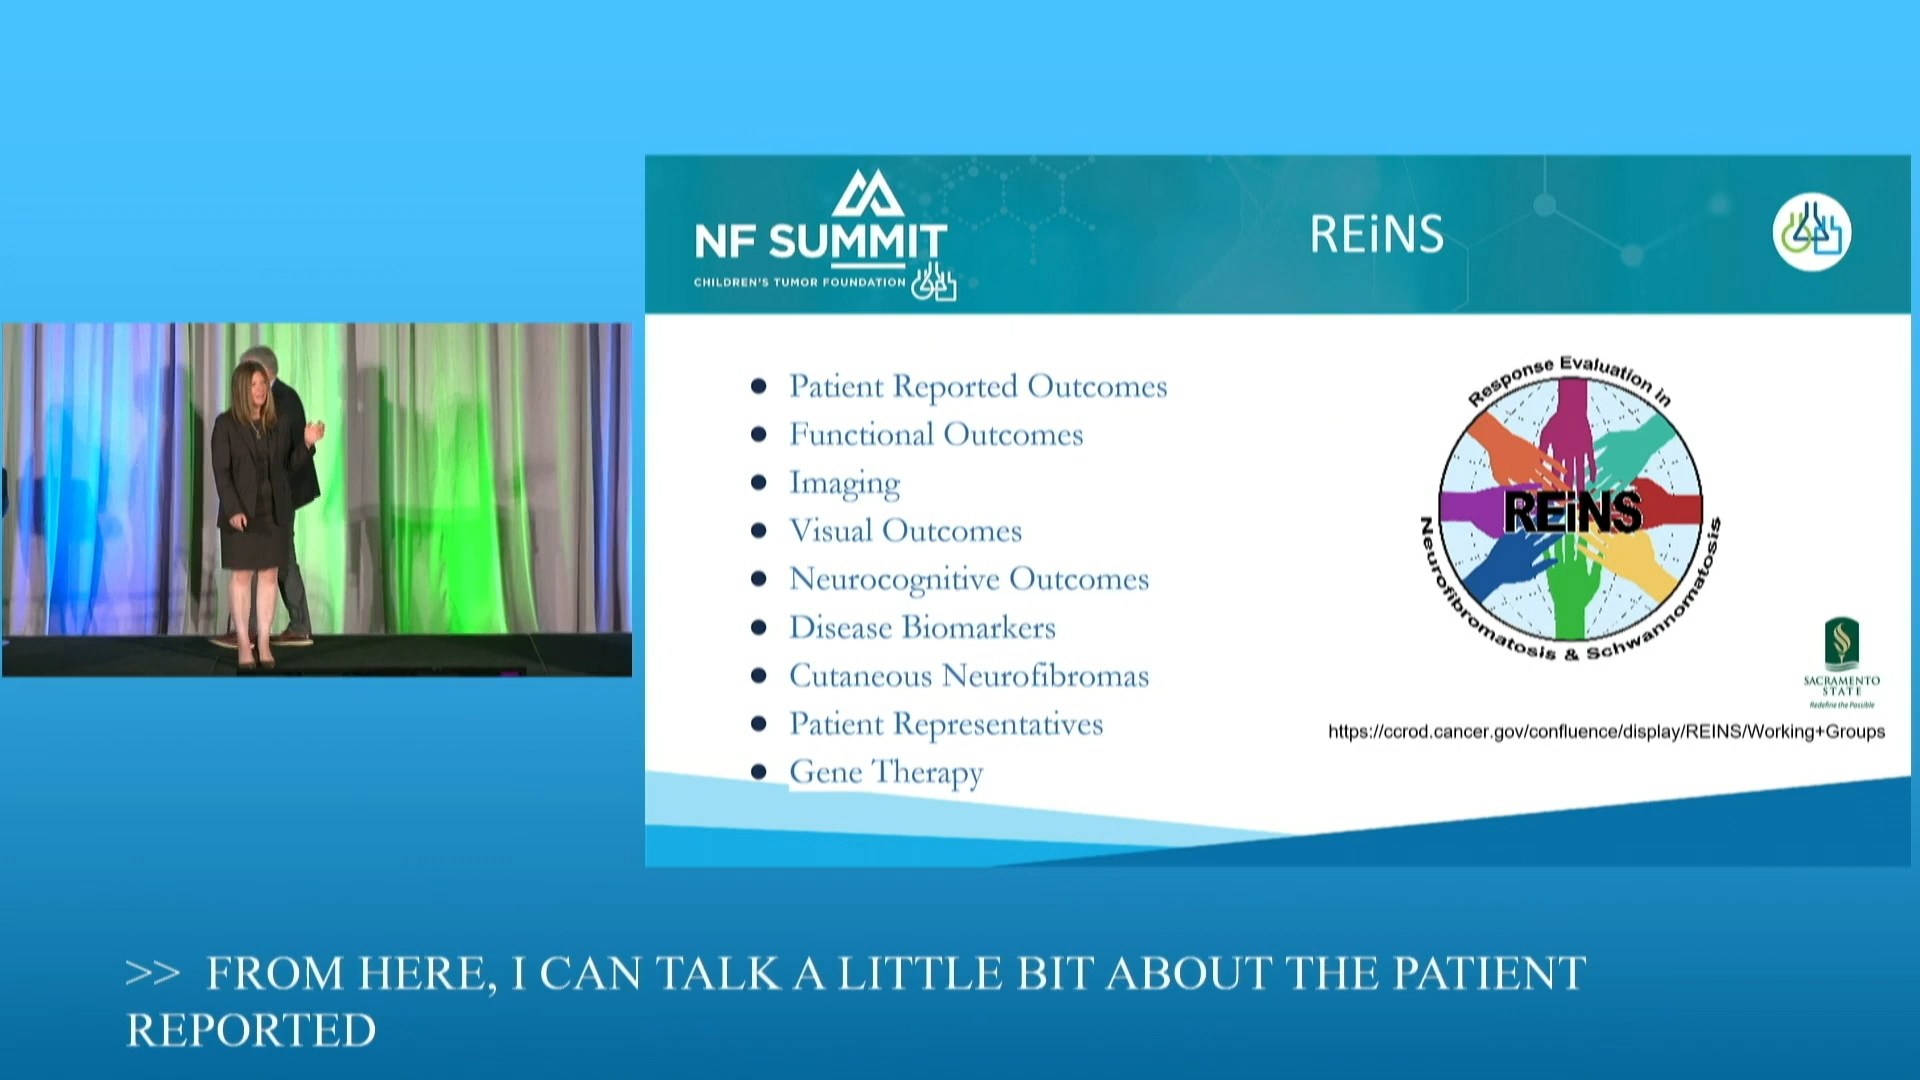 NF SUMMIT
CHILDREN'S TUMOR FOUNDATION
REiNS
Patient Reported Outcomes
Functional Outcomes
Imaging
Visual Outcomes
Neurocognitive Outcomes
Disease Biomarkers
Cutaneous Neurofibromas
Patient Representatives
Gene Therapy
Response Evaluation in
REiNS
Neurofibromatosis & Schwannomatosis
SACRAMENTO
STATE
Redefine the Possible
https://ccrod.cancer.gov/confluence/display/REINS/Working+Groups
>> FROM HERE, I CAN TALK A LITTLE BIT ABOUT THE PATIENT
REPORTED